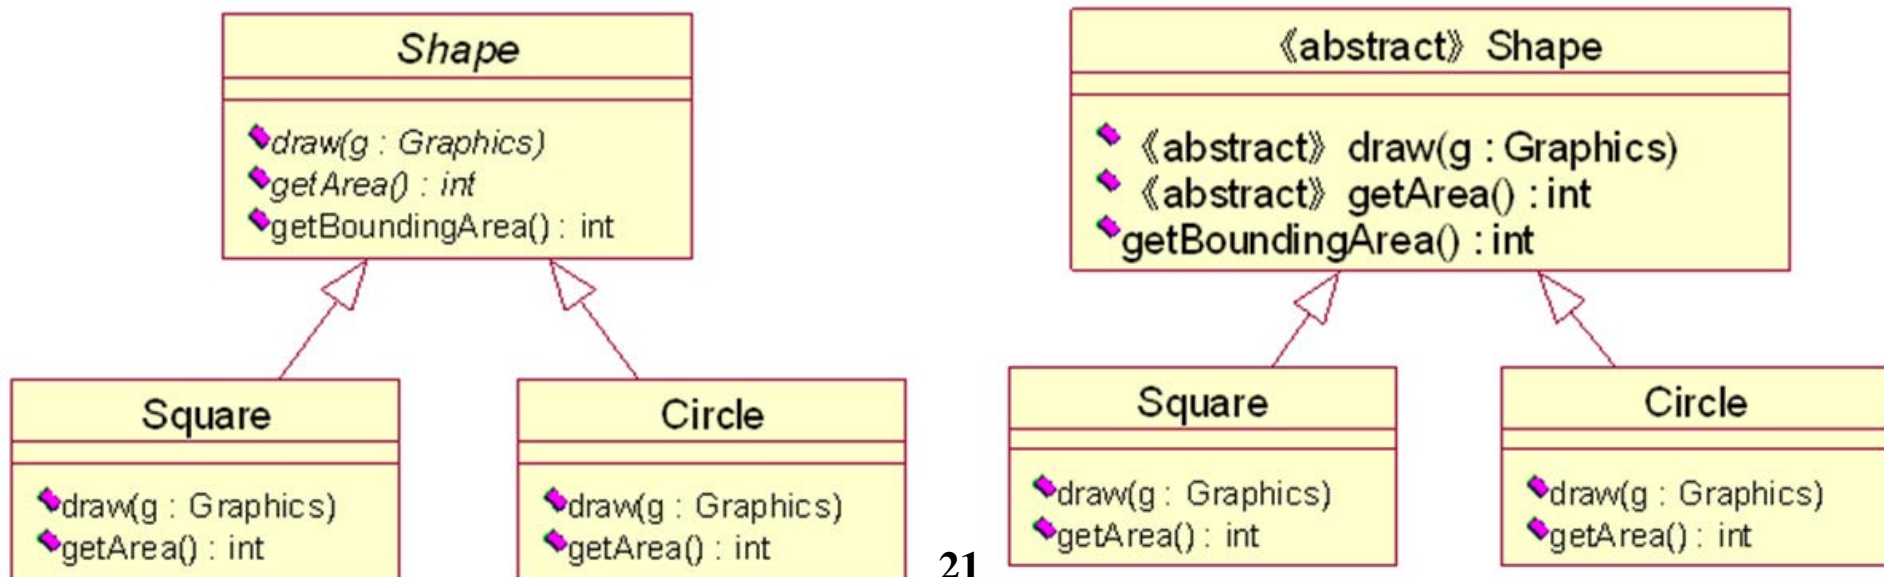 Shape
draw(g : Graphics)
getArea() : int
getBoundingArea() : int
Square
draw(g : Graphics)
getArea() : int
Circle
draw(g : Graphics)
getArea() : int
21
《abstract》 Shape
《abstract》 draw(g : Graphics)
《abstract》 getArea() : int
getBoundingArea() : int
Square
draw(g : Graphics)
getArea() : int
Circle
draw(g : Graphics)
getArea() : int